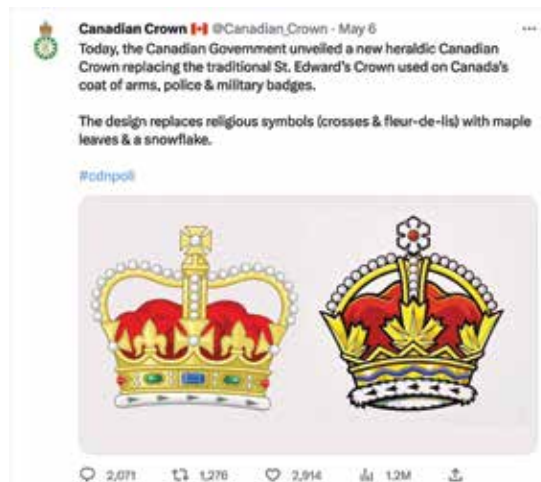 Canadian Crown 🇨🇦 @Canadian_Crown · May 6 ···
Today, the Canadian Government unveiled a new heraldic Canadian
Crown replacing the traditional St. Edward's Crown used on Canada's
coat of arms, police & military badges.
The design replaces religious symbols (crosses & fleur-de-lis) with maple
leaves & a snowflake.
#cdnpoli
2,071 1,276 2,914 1.2M